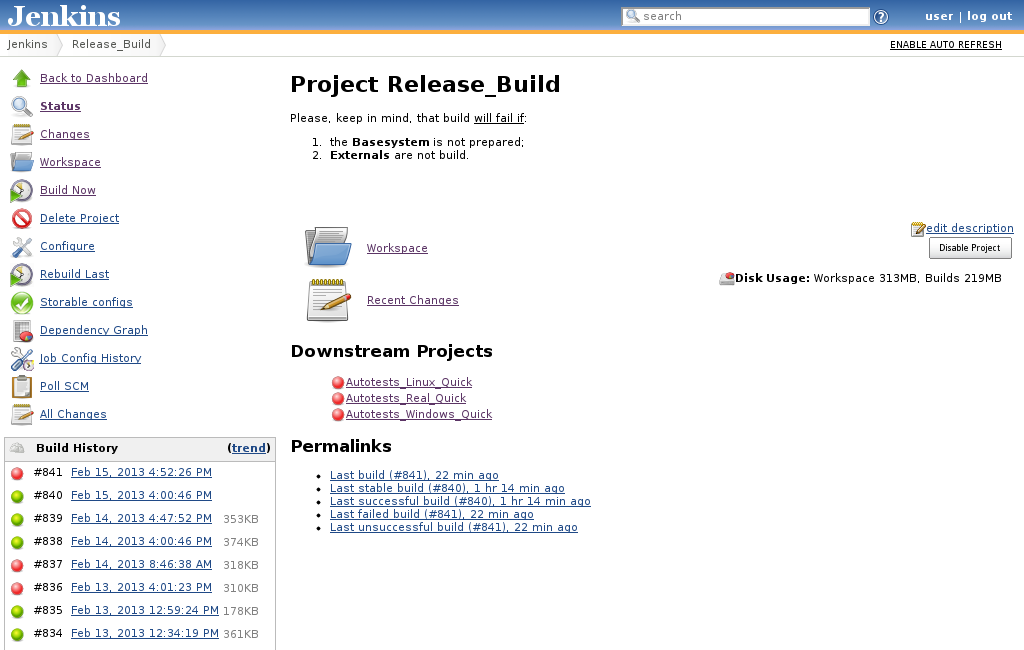 Jenkins
search
user | log out
Jenkins Release_Build
ENABLE AUTO REFRESH
Back to Dashboard
Status
Changes
Workspace
Build Now
Delete Project
Configure
Rebuild Last
Storable configs
Dependency Graph
Job Config History
Poll SCM
All Changes
Build History (trend)
#841 Feb 15, 2013 4:52:26 PM
#840 Feb 15, 2013 4:00:46 PM
#839 Feb 14, 2013 4:47:52 PM 353KB
#838 Feb 14, 2013 4:00:46 PM 374KB
#837 Feb 14, 2013 8:46:38 AM 318KB
#836 Feb 13, 2013 4:01:23 PM 310KB
#835 Feb 13, 2013 12:59:24 PM 178KB
#834 Feb 13, 2013 12:34:19 PM 361KB
Project Release_Build
Please, keep in mind, that build will fail if:
1. the Basesystem is not prepared;
2. Externals are not build.
edit description
Disable Project
Disk Usage: Workspace 313MB, Builds 219MB
Workspace
Recent Changes
Downstream Projects
Autotests_Linux_Quick
Autotests_Real_Quick
Autotests_Windows_Quick
Permalinks
• Last build (#841), 22 min ago
• Last stable build (#840), 1 hr 14 min ago
• Last successful build (#840), 1 hr 14 min ago
• Last failed build (#841), 22 min ago
• Last unsuccessful build (#841), 22 min ago